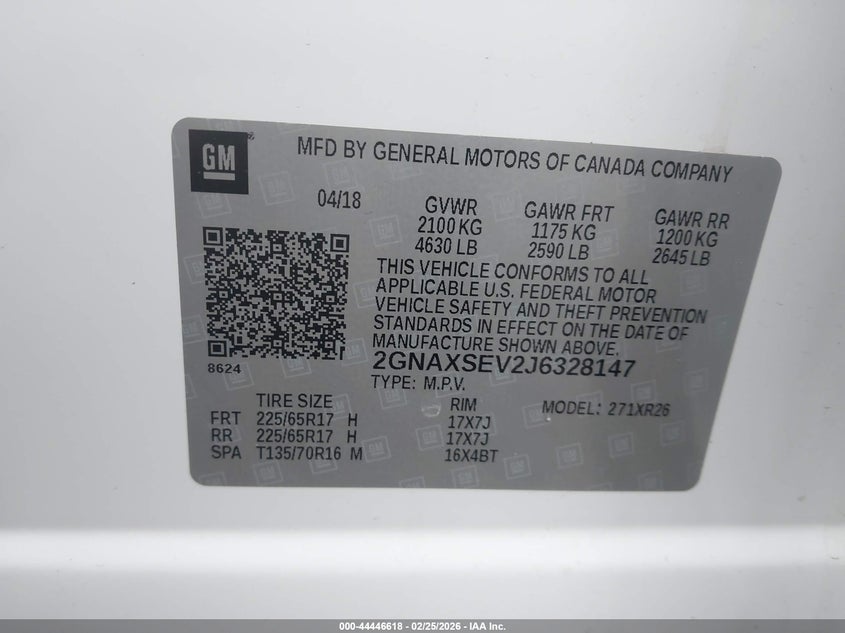 GM
MFD BY GENERAL MOTORS OF CANADA COMPANY
04/18 GVWR GAWR FRT GAWR RR
2100 KG 1175 KG 1200 KG
4630 LB 2590 LB 2645 LB
THIS VEHICLE CONFORMS TO ALL
APPLICABLE U.S. FEDERAL MOTOR
VEHICLE SAFETY AND THEFT PREVENTION
STANDARDS IN EFFECT ON THE DATE OF
MANUFACTURE SHOWN ABOVE.
8624 2GNAXSEV2J6328147
TYPE: M.P.V.
TIRE SIZE RIM MODEL: 271XR26
FRT 225/65R17 H 17X7J
RR 225/65R17 H 17X7J
SPA T135/70R16 M 16X4BT
000-44446618 - 02/25/2026 - IAA Inc.